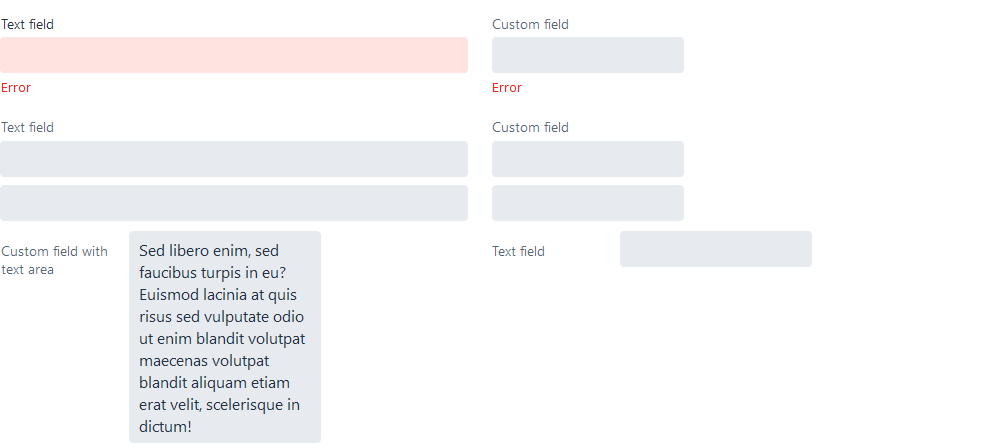 Text field
Custom field
Error
Error
Text field
Custom field
Custom field with
text area
Sed libero enim, sed
faucibus turpis in eu?
Euismod lacinia at quis
risus sed vulputate odio
ut enim blandit volutpat
maecenas volutpat
blandit aliquam etiam
erat velit, scelerisque in
dictum!
Text field